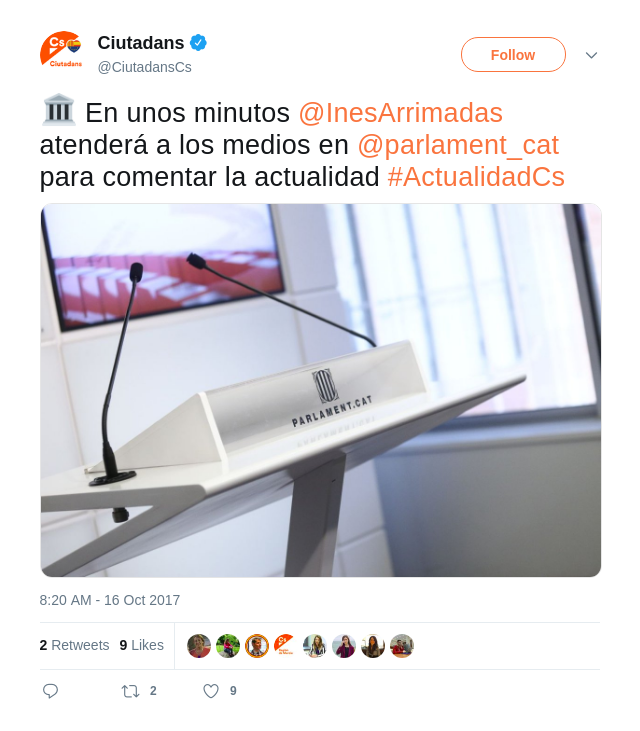 Cs
Ciutadans
Ciutadans
@CiutadansCs
Follow
🏛 En unos minutos @InesArrimadas
atenderá a los medios en @parlament_cat
para comentar la actualidad #ActualidadCs
PARLAMENT.CAT
8:20 AM - 16 Oct 2017
2 Retweets 9 Likes
Cs
2
9